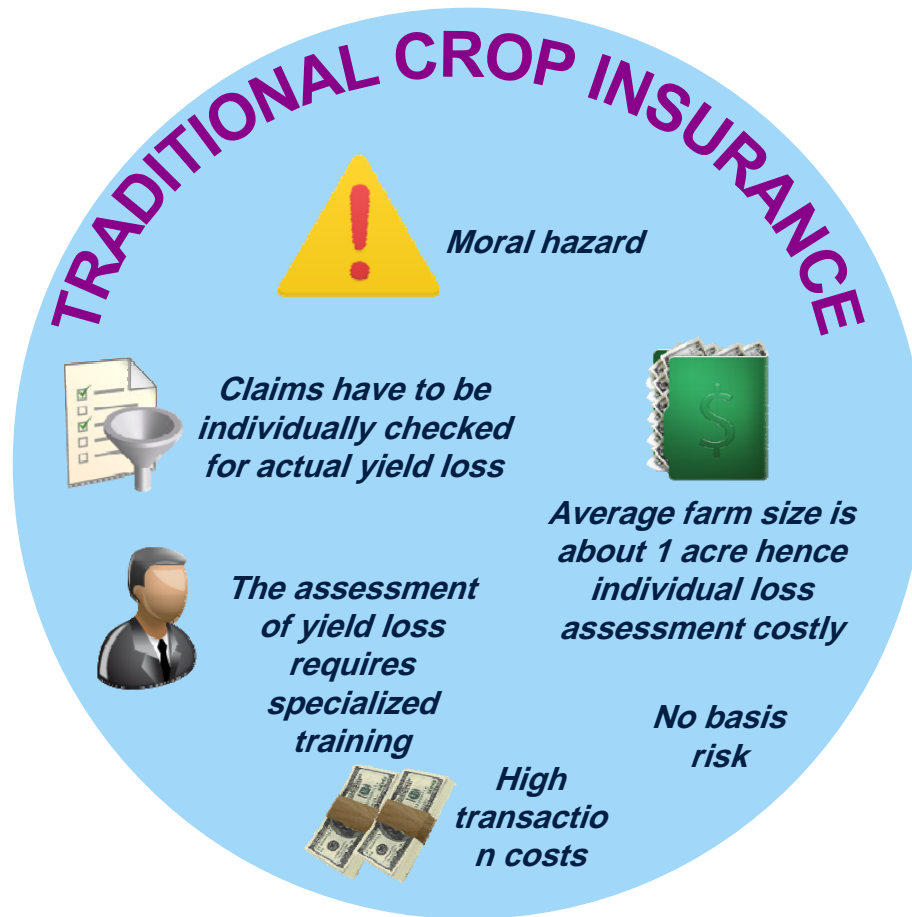 TRADITIONAL CROP INSURANCE
Moral hazard
Claims have to be
individually checked
for actual yield loss
Average farm size is
about 1 acre hence
individual loss
assessment costly
The assessment
of yield loss
requires
specialized
training
No basis
risk
High
transactio
n costs